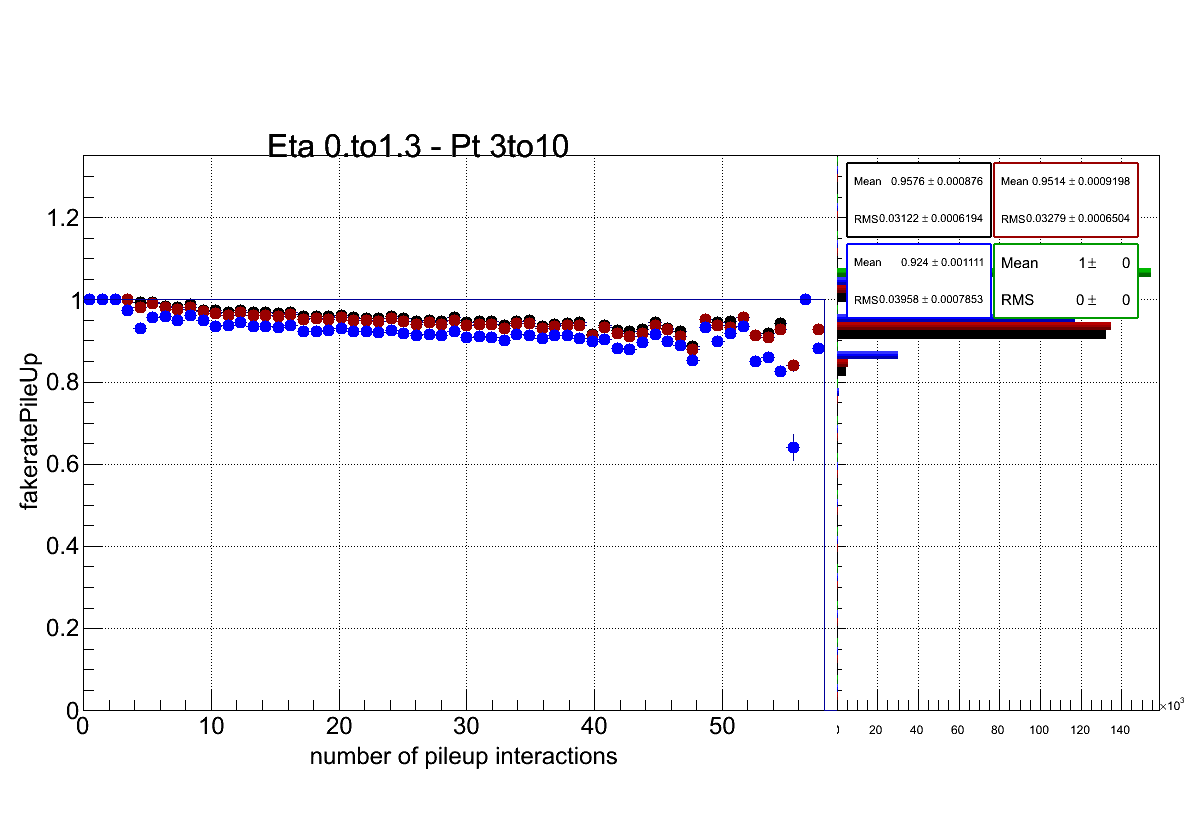 Eta 0.to1.3 - Pt 3to10
Mean 0.9576 ± 0.000876
RMS 0.03122 ± 0.0006194
Mean 0.9514 ± 0.0009198
RMS 0.03279 ± 0.0006504
Mean 0.924 ± 0.001111
RMS 0.03958 ± 0.0007853
Mean 1± 0
RMS 0± 0
fakeratePileUp
1.2
1
0.8
0.6
0.4
0.2
0
0 10 20 30 40 50
number of pileup interactions
20 40 60 80 100 120 140
×10³